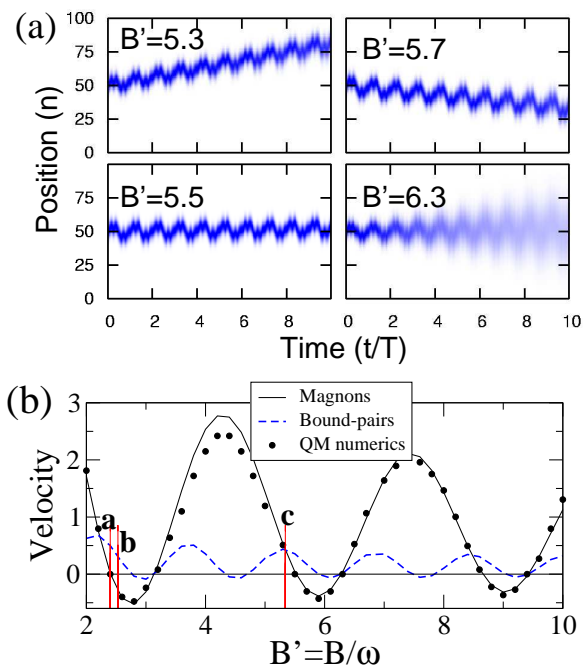 (a)
B'=5.3
B'=5.7
100
75
50
25
0
B'=5.5
B'=6.3
75
50
25
0
Position (n)
0 2 4 6 8 0 2 4 6 8 10
Time (t/T)
(b)
Magnons
Bound-pairs
QM numerics
3
2
1
0
Velocity
a
b
c
2 4 6 8 10
B'=B/ω